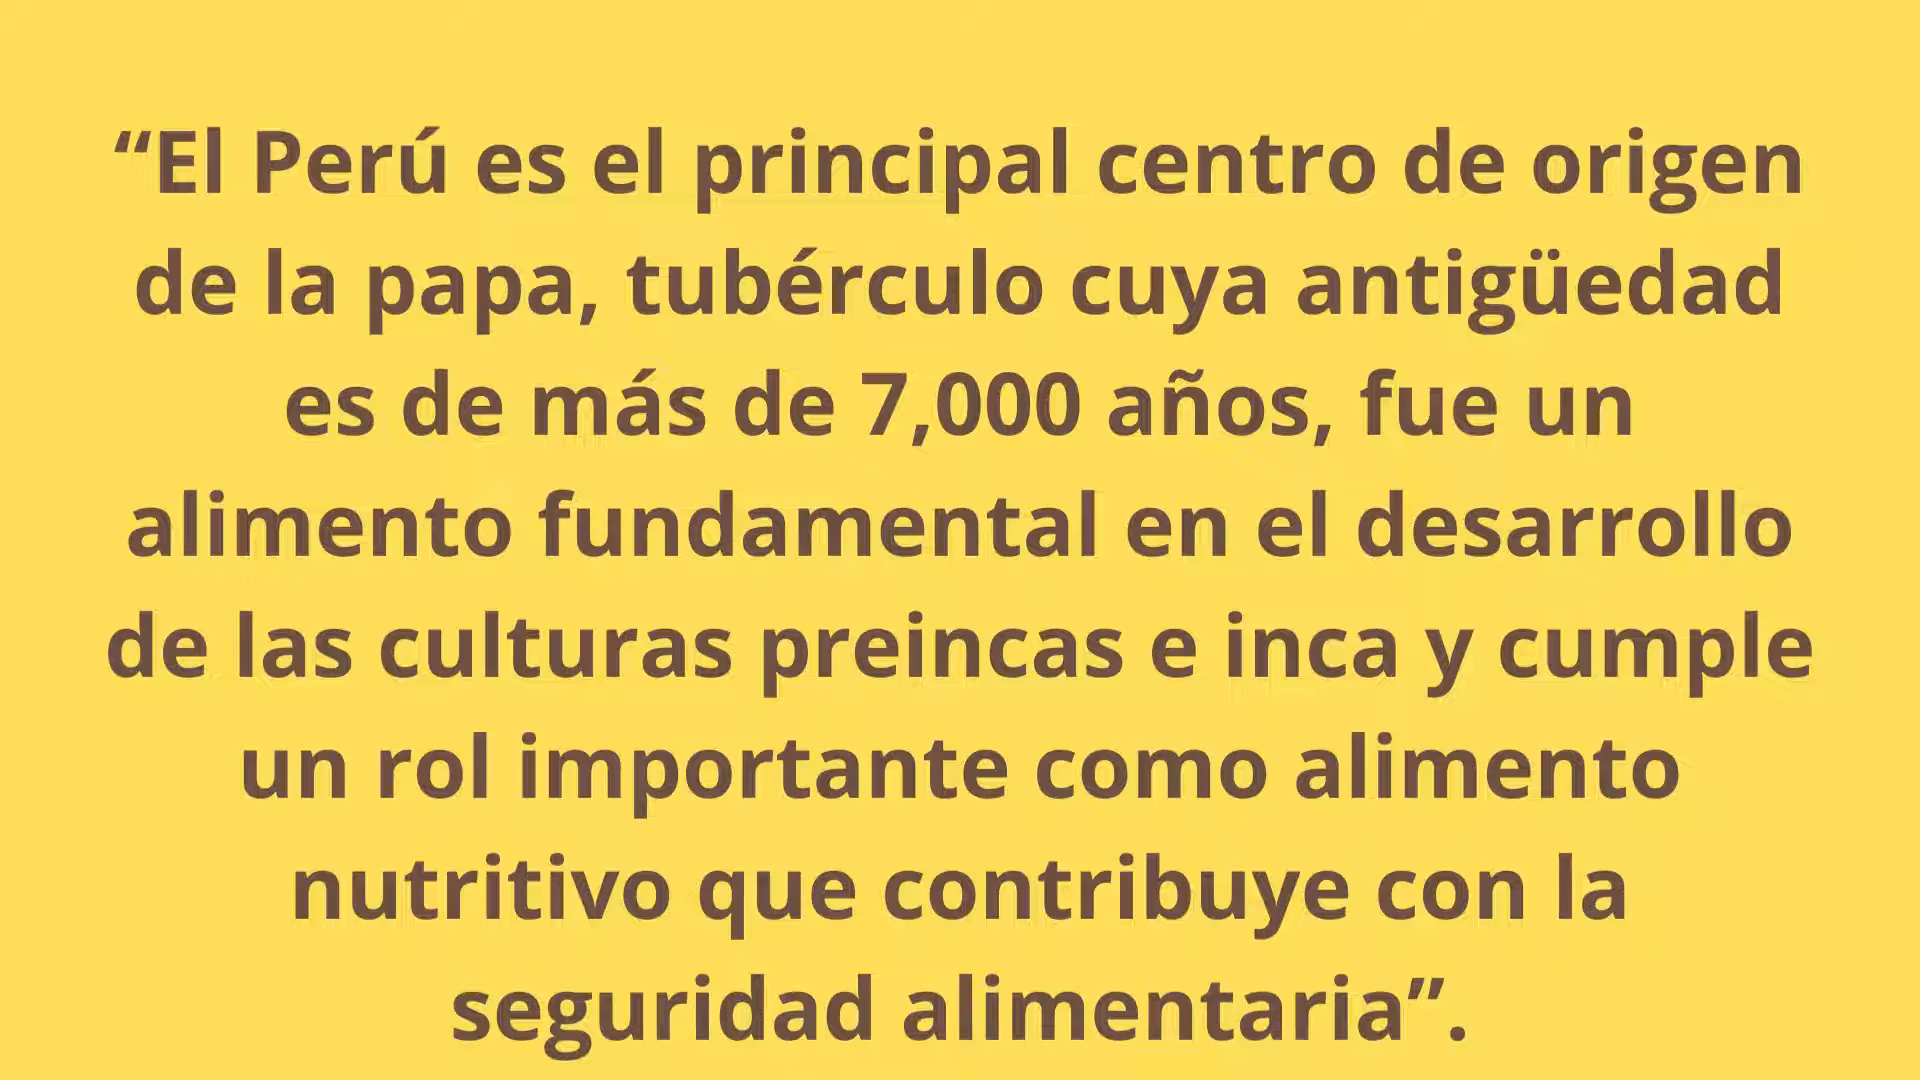 “El Perú es el principal centro de origen
de la papa, tubérculo cuya antigüedad
es de más de 7,000 años, fue un
alimento fundamental en el desarrollo
de las culturas preincas e inca y cumple
un rol importante como alimento
nutritivo que contribuye con la
seguridad alimentaria”.